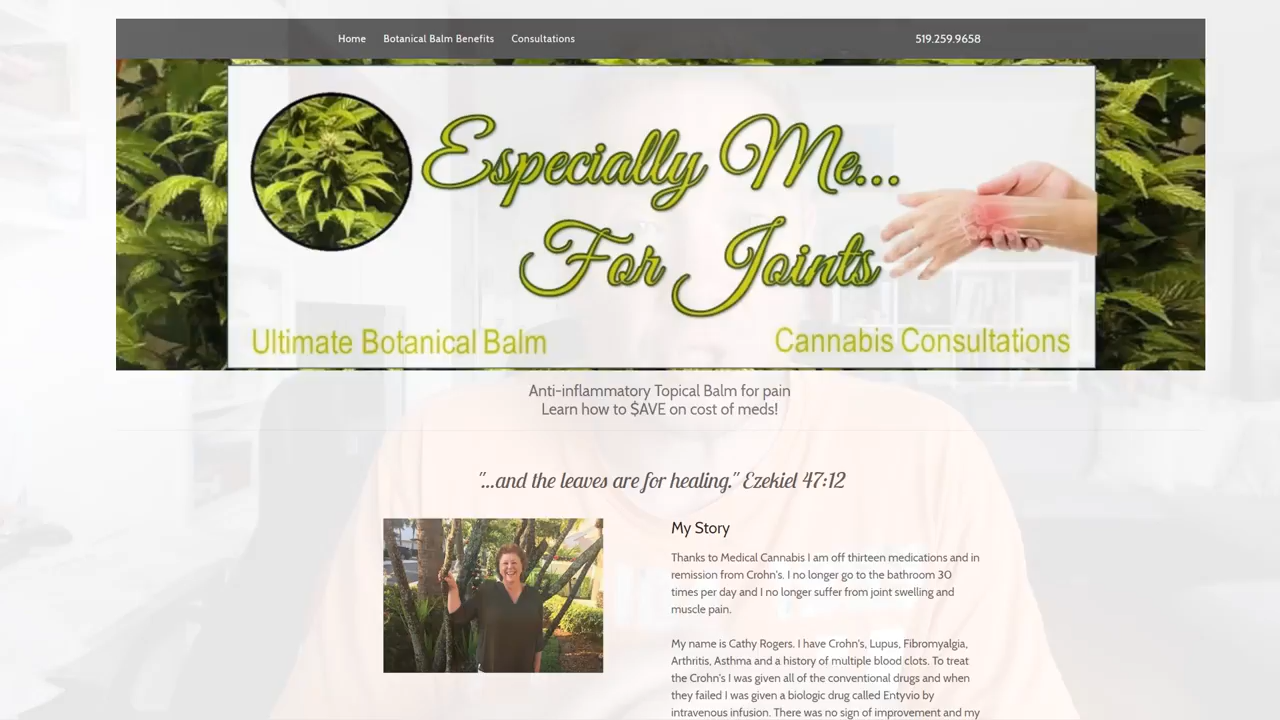 Home Botanical Balm Benefits Consultations 519.259.9658
Especially Me...
For Joints
Ultimate Botanical Balm Cannabis Consultations
Anti-inflammatory Topical Balm for pain
Learn how to $AVE on cost of meds!
"...and the leaves are for healing." Ezekiel 47:12
My Story
Thanks to Medical Cannabis I am off thirteen medications and in
remission from Crohn's. I no longer go to the bathroom 30
times per day and I no longer suffer from joint swelling and
muscle pain.
My name is Cathy Rogers. I have Crohn's, Lupus, Fibromyalgia,
Arthritis, Asthma and a history of multiple blood clots. To treat
the Crohn's I was given all of the conventional drugs and when
they failed I was given a biologic drug called Entyvio by
intravenous infusion. There was no sign of improvement and my